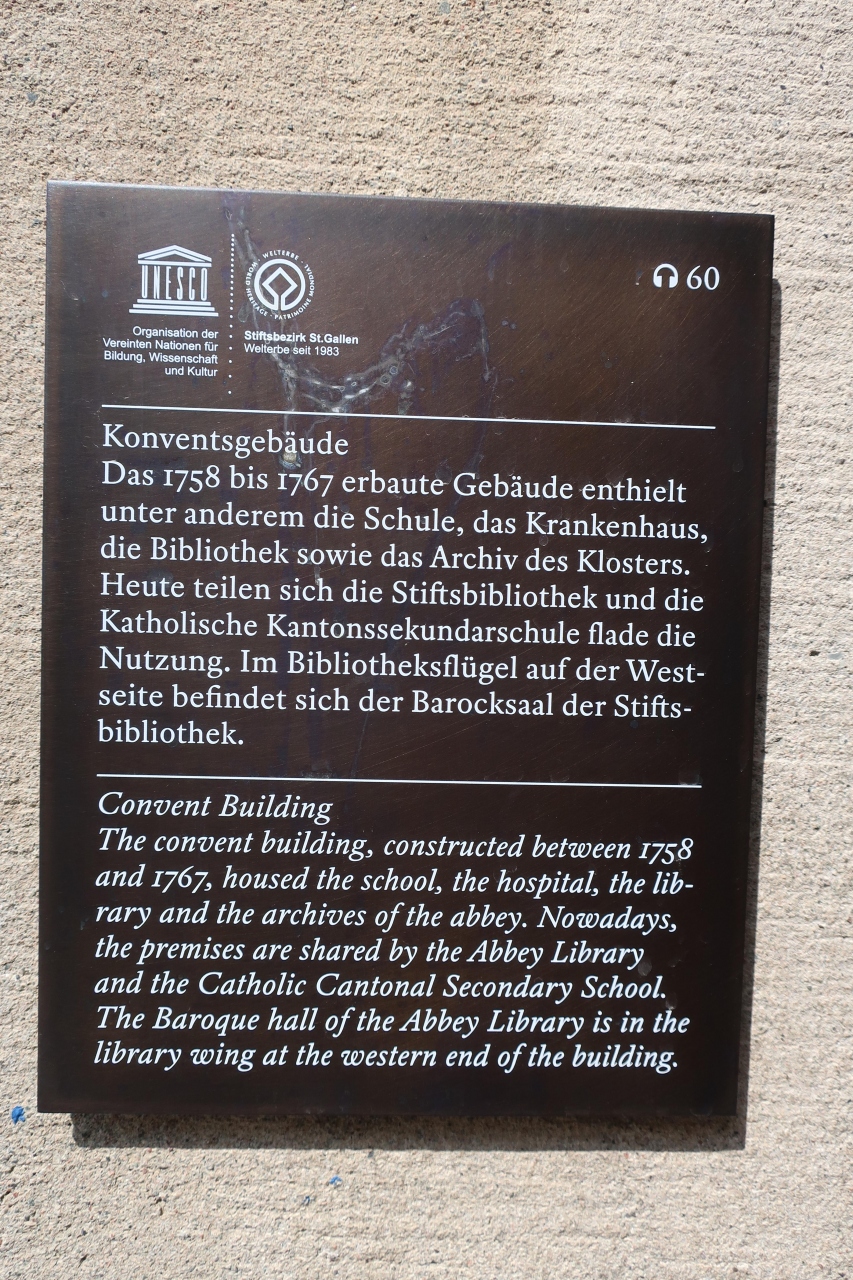 UNESCO
Organisation der
Vereinten Nationen für
Bildung, Wissenschaft
und Kultur
WELTERBE · WORLD HERITAGE · PATRIMOINE MONDIAL
Stiftsbezirk St.Gallen
Welterbe seit 1983
60
Konventsgebäude
Das 1758 bis 1767 erbaute Gebäude enthielt
unter anderem die Schule, das Krankenhaus,
die Bibliothek sowie das Archiv des Klosters.
Heute teilen sich die Stiftsbibliothek und die
Katholische Kantonssekundarschule flade die
Nutzung. Im Bibliotheksflügel auf der West-
seite befindet sich der Barocksaal der Stifts-
bibliothek.
Convent Building
The convent building, constructed between 1758
and 1767, housed the school, the hospital, the lib-
rary and the archives of the abbey. Nowadays,
the premises are shared by the Abbey Library
and the Catholic Cantonal Secondary School.
The Baroque hall of the Abbey Library is in the
library wing at the western end of the building.